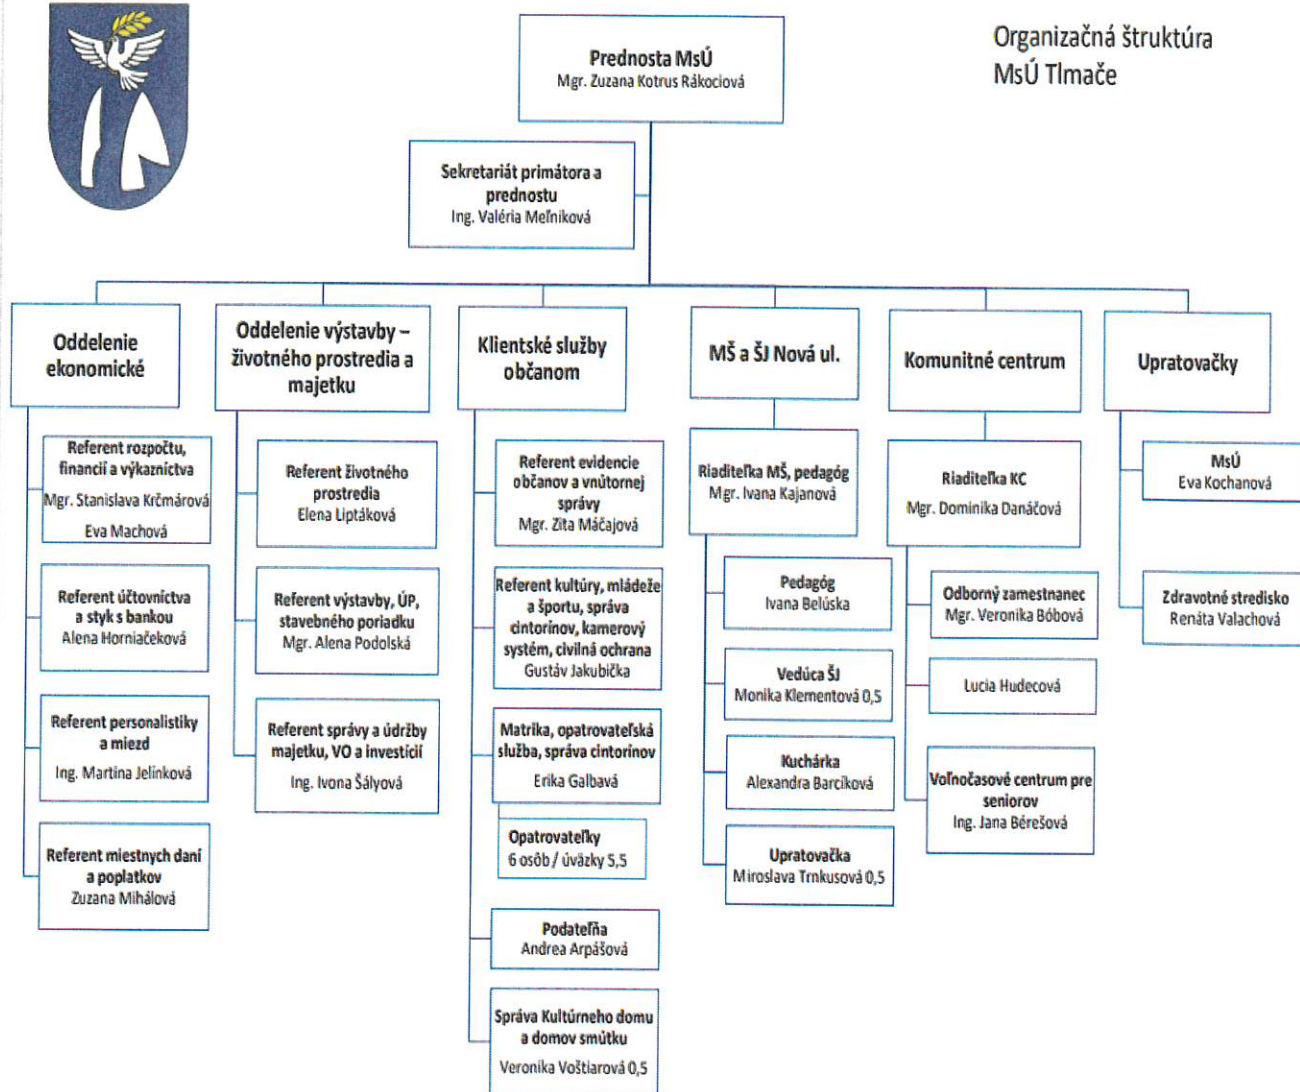 Organizačná štruktúra
MsÚ Tlmače
Prednosta MsÚ
Mgr. Zuzana Kotrus Rákociová
Sekretariát primátora a
prednostu
Ing. Valéria Meľníková
Oddelenie
ekonomické
Referent rozpočtu,
financií a výkazníctva
Mgr. Stanislava Krčmárová
Eva Machová
Referent účtovníctva
a styk s bankou
Alena Horniačeková
Referent personalistiky
a miezd
Ing. Martina Jelínková
Referent miestnych daní
a poplatkov
Zuzana Mihálová
Oddelenie výstavby –
životného prostredia a
majetku
Referent životného
prostredia
Elena Liptáková
Referent výstavby, ÚP,
stavebného poriadku
Mgr. Alena Podolská
Referent správy a údržby
majetku, VO a investícií
Ing. Ivona Šályová
Klientské služby
občanom
Referent evidencie
občanov a vnútornej
správy
Mgr. Zita Máčajová
Referent kultúry, mládeže
a športu, správa
cintorínov, kamerový
systém, civilná ochrana
Gustáv Jakubička
Matrika, opatrovateľská
služba, správa cintorínov
Erika Galbavá
Opatrovateľky
6 osôb / úväzky 5,5
Podateľňa
Andrea Arpášová
Správa Kultúrneho domu
a domov smútku
Veronika Voštiarová 0,5
MŠ a ŠJ Nová ul.
Riaditeľka MŠ, pedagóg
Mgr. Ivana Kajanová
Pedagóg
Ivana Belúska
Vedúca ŠJ
Monika Klementová 0,5
Kuchárka
Alexandra Barcíková
Upratovačka
Miroslava Trnkusová 0,5
Komunitné centrum
Riaditeľka KC
Mgr. Dominika Danáčová
Odborný zamestnanec
Mgr. Veronika Bóbová
Lucia Hudecová
Voľnočasové centrum pre
seniorov
Ing. Jana Bérešová
Upratovačky
MsÚ
Eva Kochanová
Zdravotné stredisko
Renáta Valachová